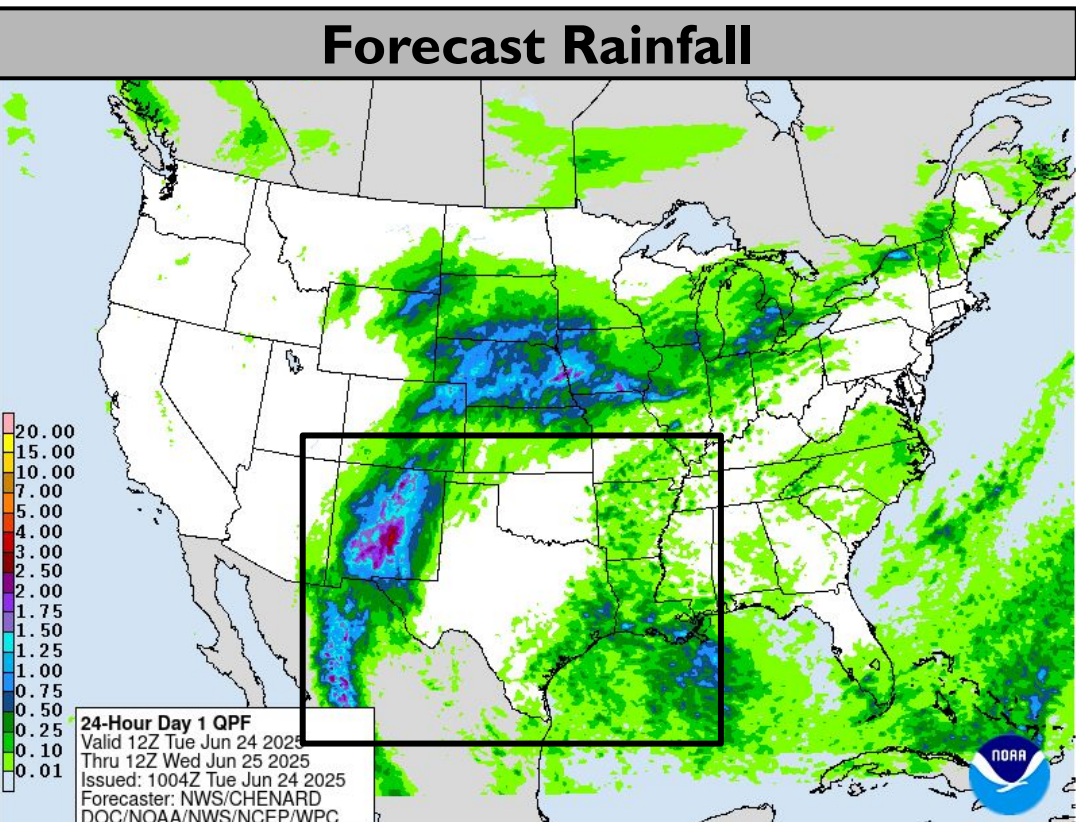 Forecast Rainfall
20.00
15.00
10.00
7.00
5.00
4.00
3.00
2.50
2.00
1.75
1.50
1.25
1.00
0.75
0.50
0.25
0.10
0.01
24-Hour Day 1 QPF
Valid 12Z Tue Jun 24 2025
Thru 12Z Wed Jun 25 2025
Issued: 1004Z Tue Jun 24 2025
Forecaster: NWS/CHENARD
DOC/NOAA/NWS/NCEP/WPC
NOAA